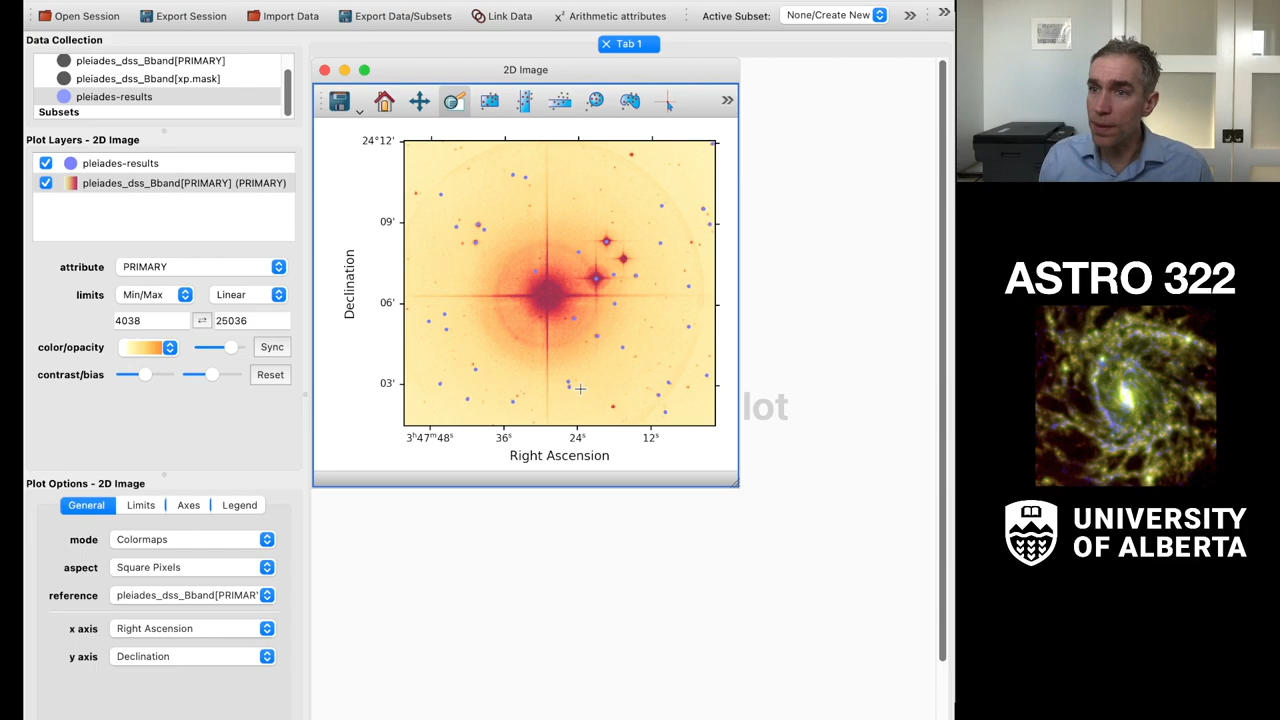 Open Session Export Session Import Data Export Data/Subsets Link Data x² Arithmetic attributes Active Subset: None/Create New » »
Data Collection
pleiades_dss_Bband[PRIMARY]
pleiades_dss_Bband[xp.mask]
pleiades-results
Subsets
Plot Layers - 2D Image
pleiades-results
pleiades_dss_Bband[PRIMARY] (PRIMARY)
attribute PRIMARY
limits Min/Max Linear
4038 25036
color/opacity Sync
contrast/bias Reset
Plot Options - 2D Image
General Limits Axes Legend
mode Colormaps
aspect Square Pixels
reference pleiades_dss_Bband[PRIMAR
x axis Right Ascension
y axis Declination
Tab 1
2D Image
»
24°12'
09'
06'
03'
Declination
3ʰ47ᵐ48ˢ 36ˢ 24ˢ 12ˢ
Right Ascension
lot
ASTRO 322
UNIVERSITY
OF ALBERTA